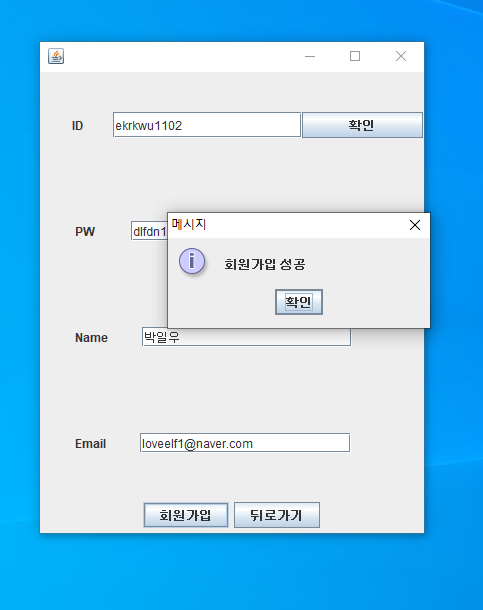 ID
ekrkwu1102
확인
메시지
PW
dlfdn1
회원가입 성공
확인
Name
박일우
Email
loveelf1@naver.com
회원가입
뒤로가기